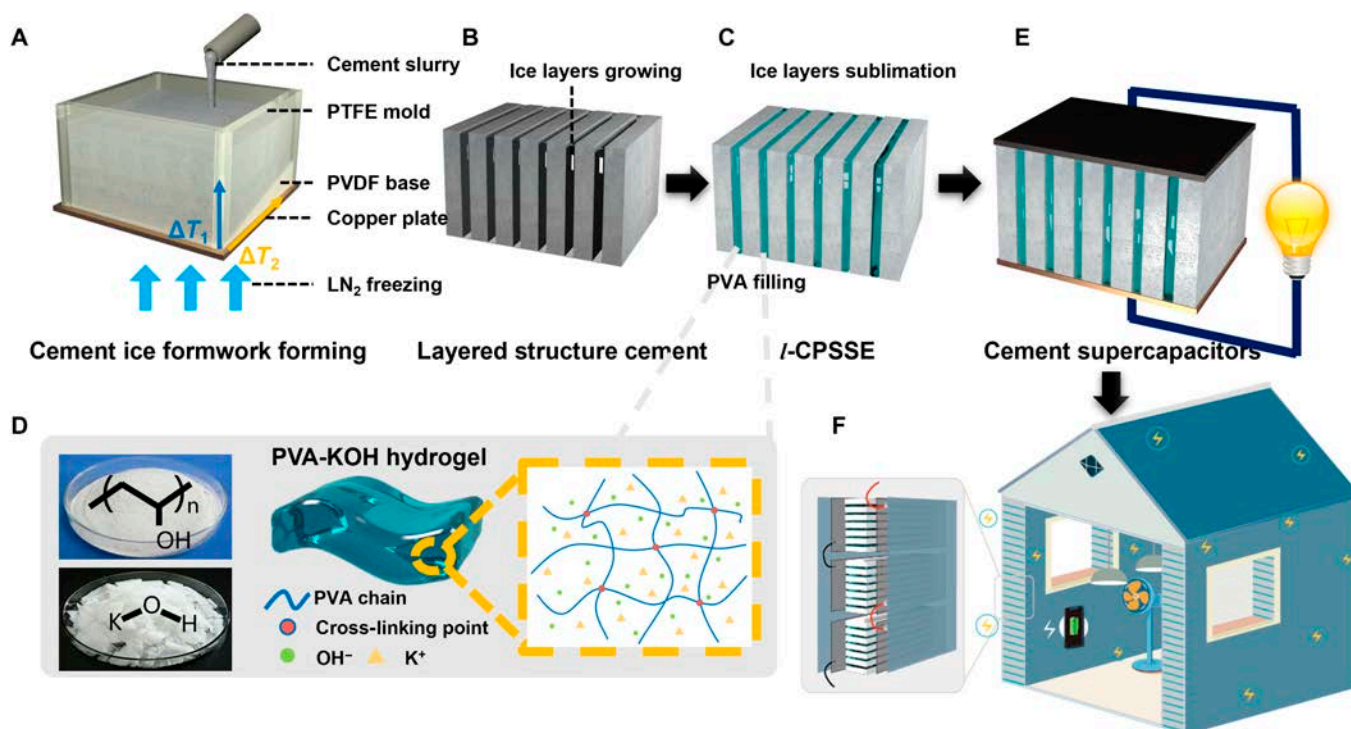 A
Cement slurry
PTFE mold
PVDF base
Copper plate
ΔT₁
ΔT₂
LN₂ freezing
Cement ice formwork forming
B
Ice layers growing
Layered structure cement
C
Ice layers sublimation
PVA filling
l-CPSSE
E
Cement supercapacitors
D
n
OH
K O H
PVA-KOH hydrogel
PVA chain
Cross-linking point
OH⁻ K⁺
F